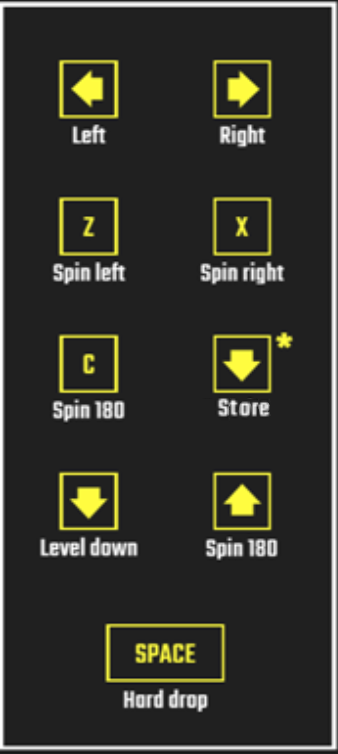 Left Right
Z X
Spin left Spin right
C *
Spin 180 Store
Level down Spin 180
SPACE
Hard drop